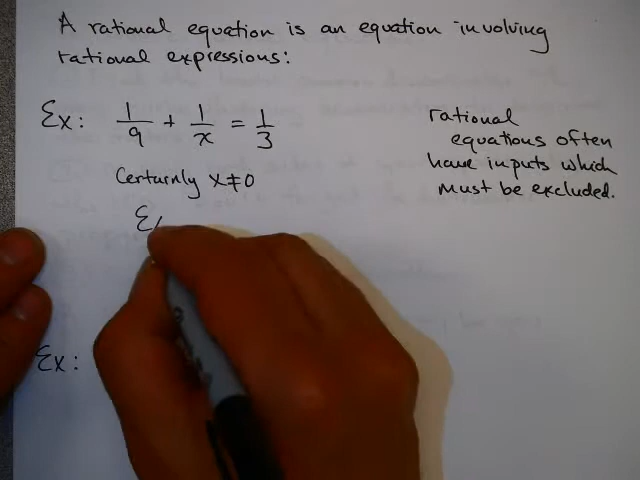 A rational equation is an equation involving
rational expressions:
Ex: 1/9 + 1/x = 1/3
rational
equations often
have inputs which
must be excluded.
Certainly x≠0
Ex: